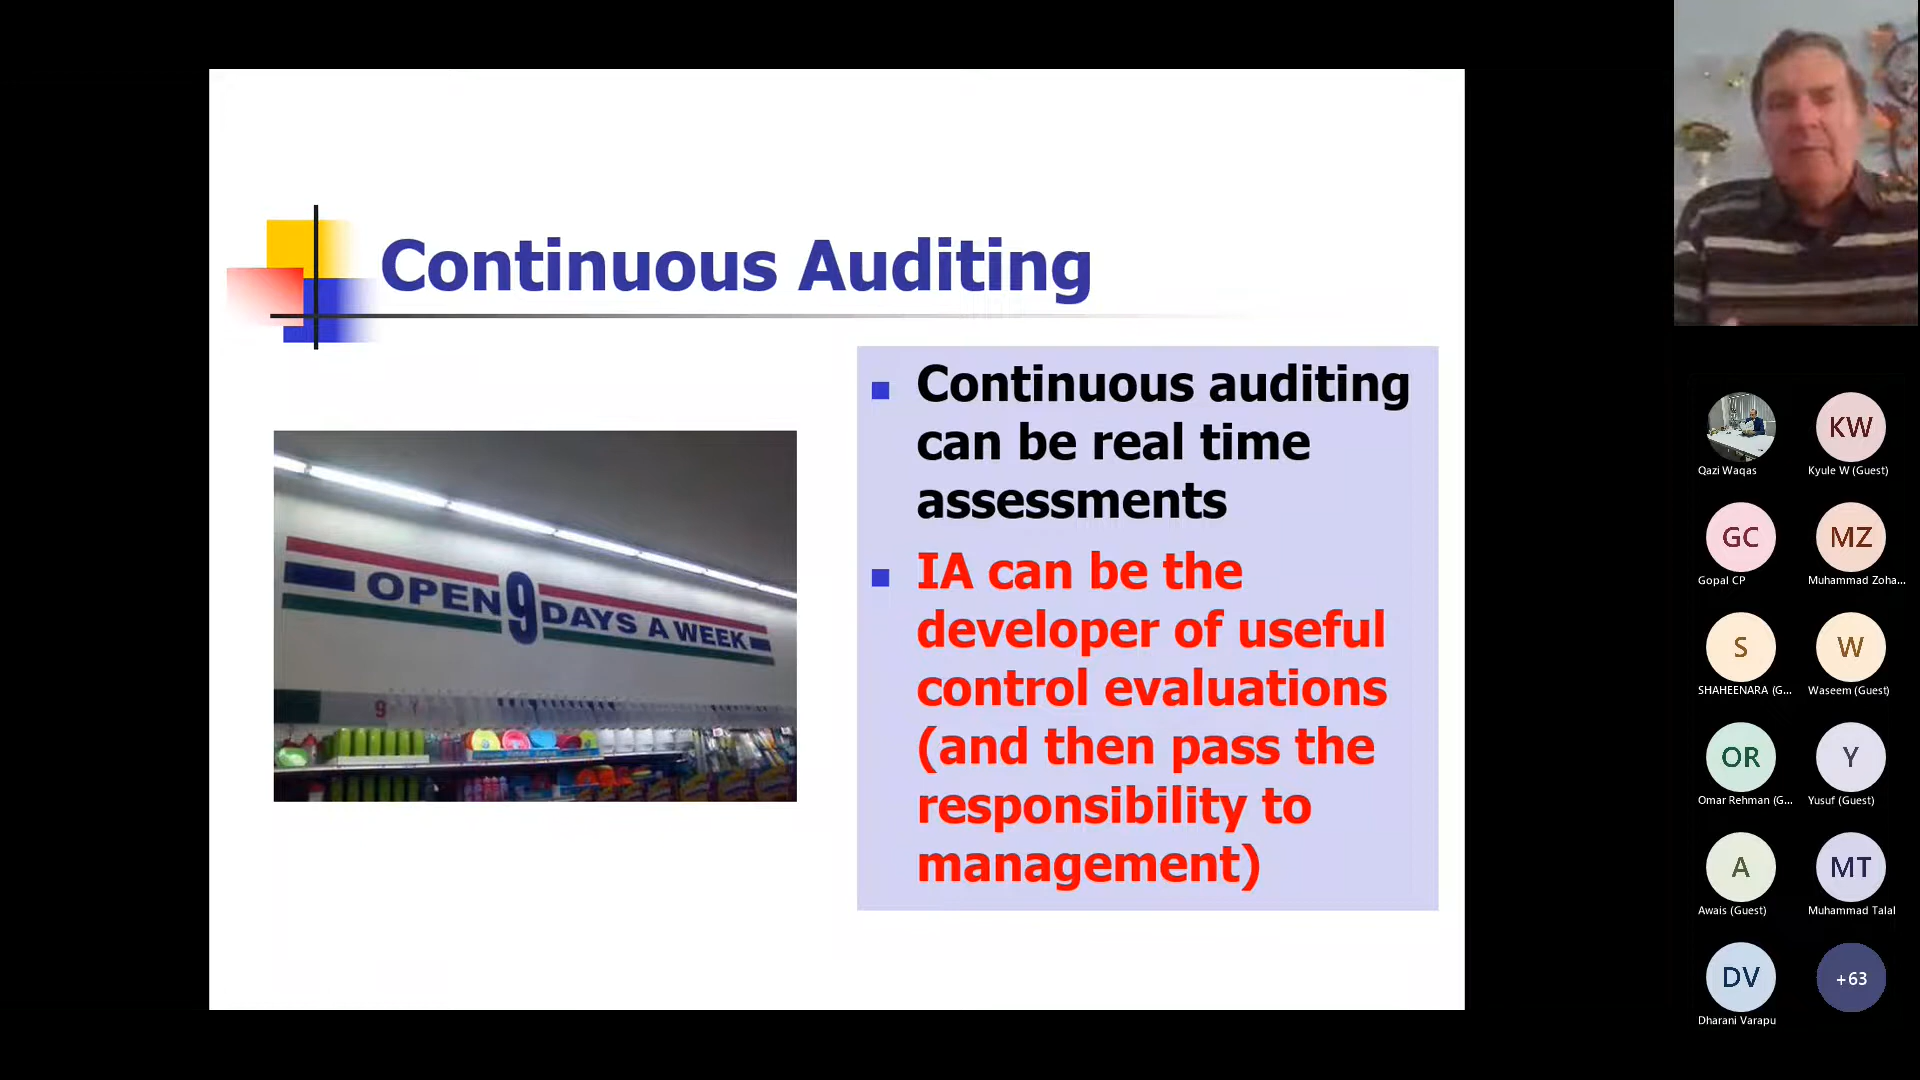 Continuous Auditing
OPEN 9 DAYS A WEEK
9
Continuous auditing
can be real time
assessments
IA can be the
developer of useful
control evaluations
(and then pass the
responsibility to
management)
Qazi Waqas
KW
Kyule W (Guest)
GC
Gopal CP
MZ
Muhammad Zoha...
S
SHAHEENARA (G...
W
Waseem (Guest)
OR
Omar Rehman (G...
Y
Yusuf (Guest)
A
Awais (Guest)
MT
Muhammad Talal
DV
Dharani Varapu
+63